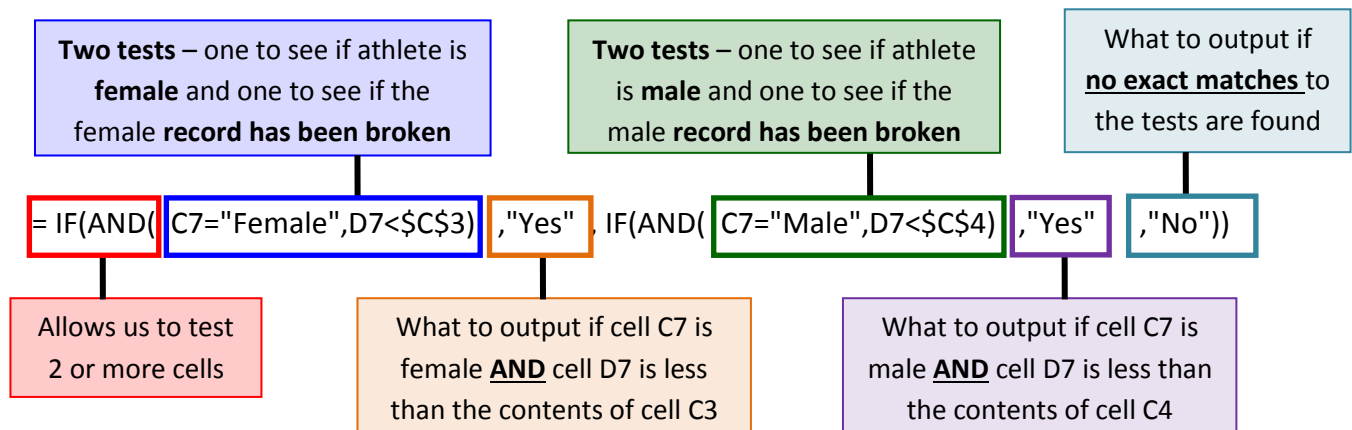 Two tests – one to see if athlete is
female and one to see if the
female record has been broken
Two tests – one to see if athlete
is male and one to see if the
male record has been broken
What to output if
no exact matches to
the tests are found
= IF(AND( C7="Female",D7<$C$3) ,"Yes" , IF(AND( C7="Male",D7<$C$4) ,"Yes" ,"No"))
Allows us to test
2 or more cells
What to output if cell C7 is
female AND cell D7 is less
than the contents of cell C3
What to output if cell C7 is
male AND cell D7 is less than
the contents of cell C4